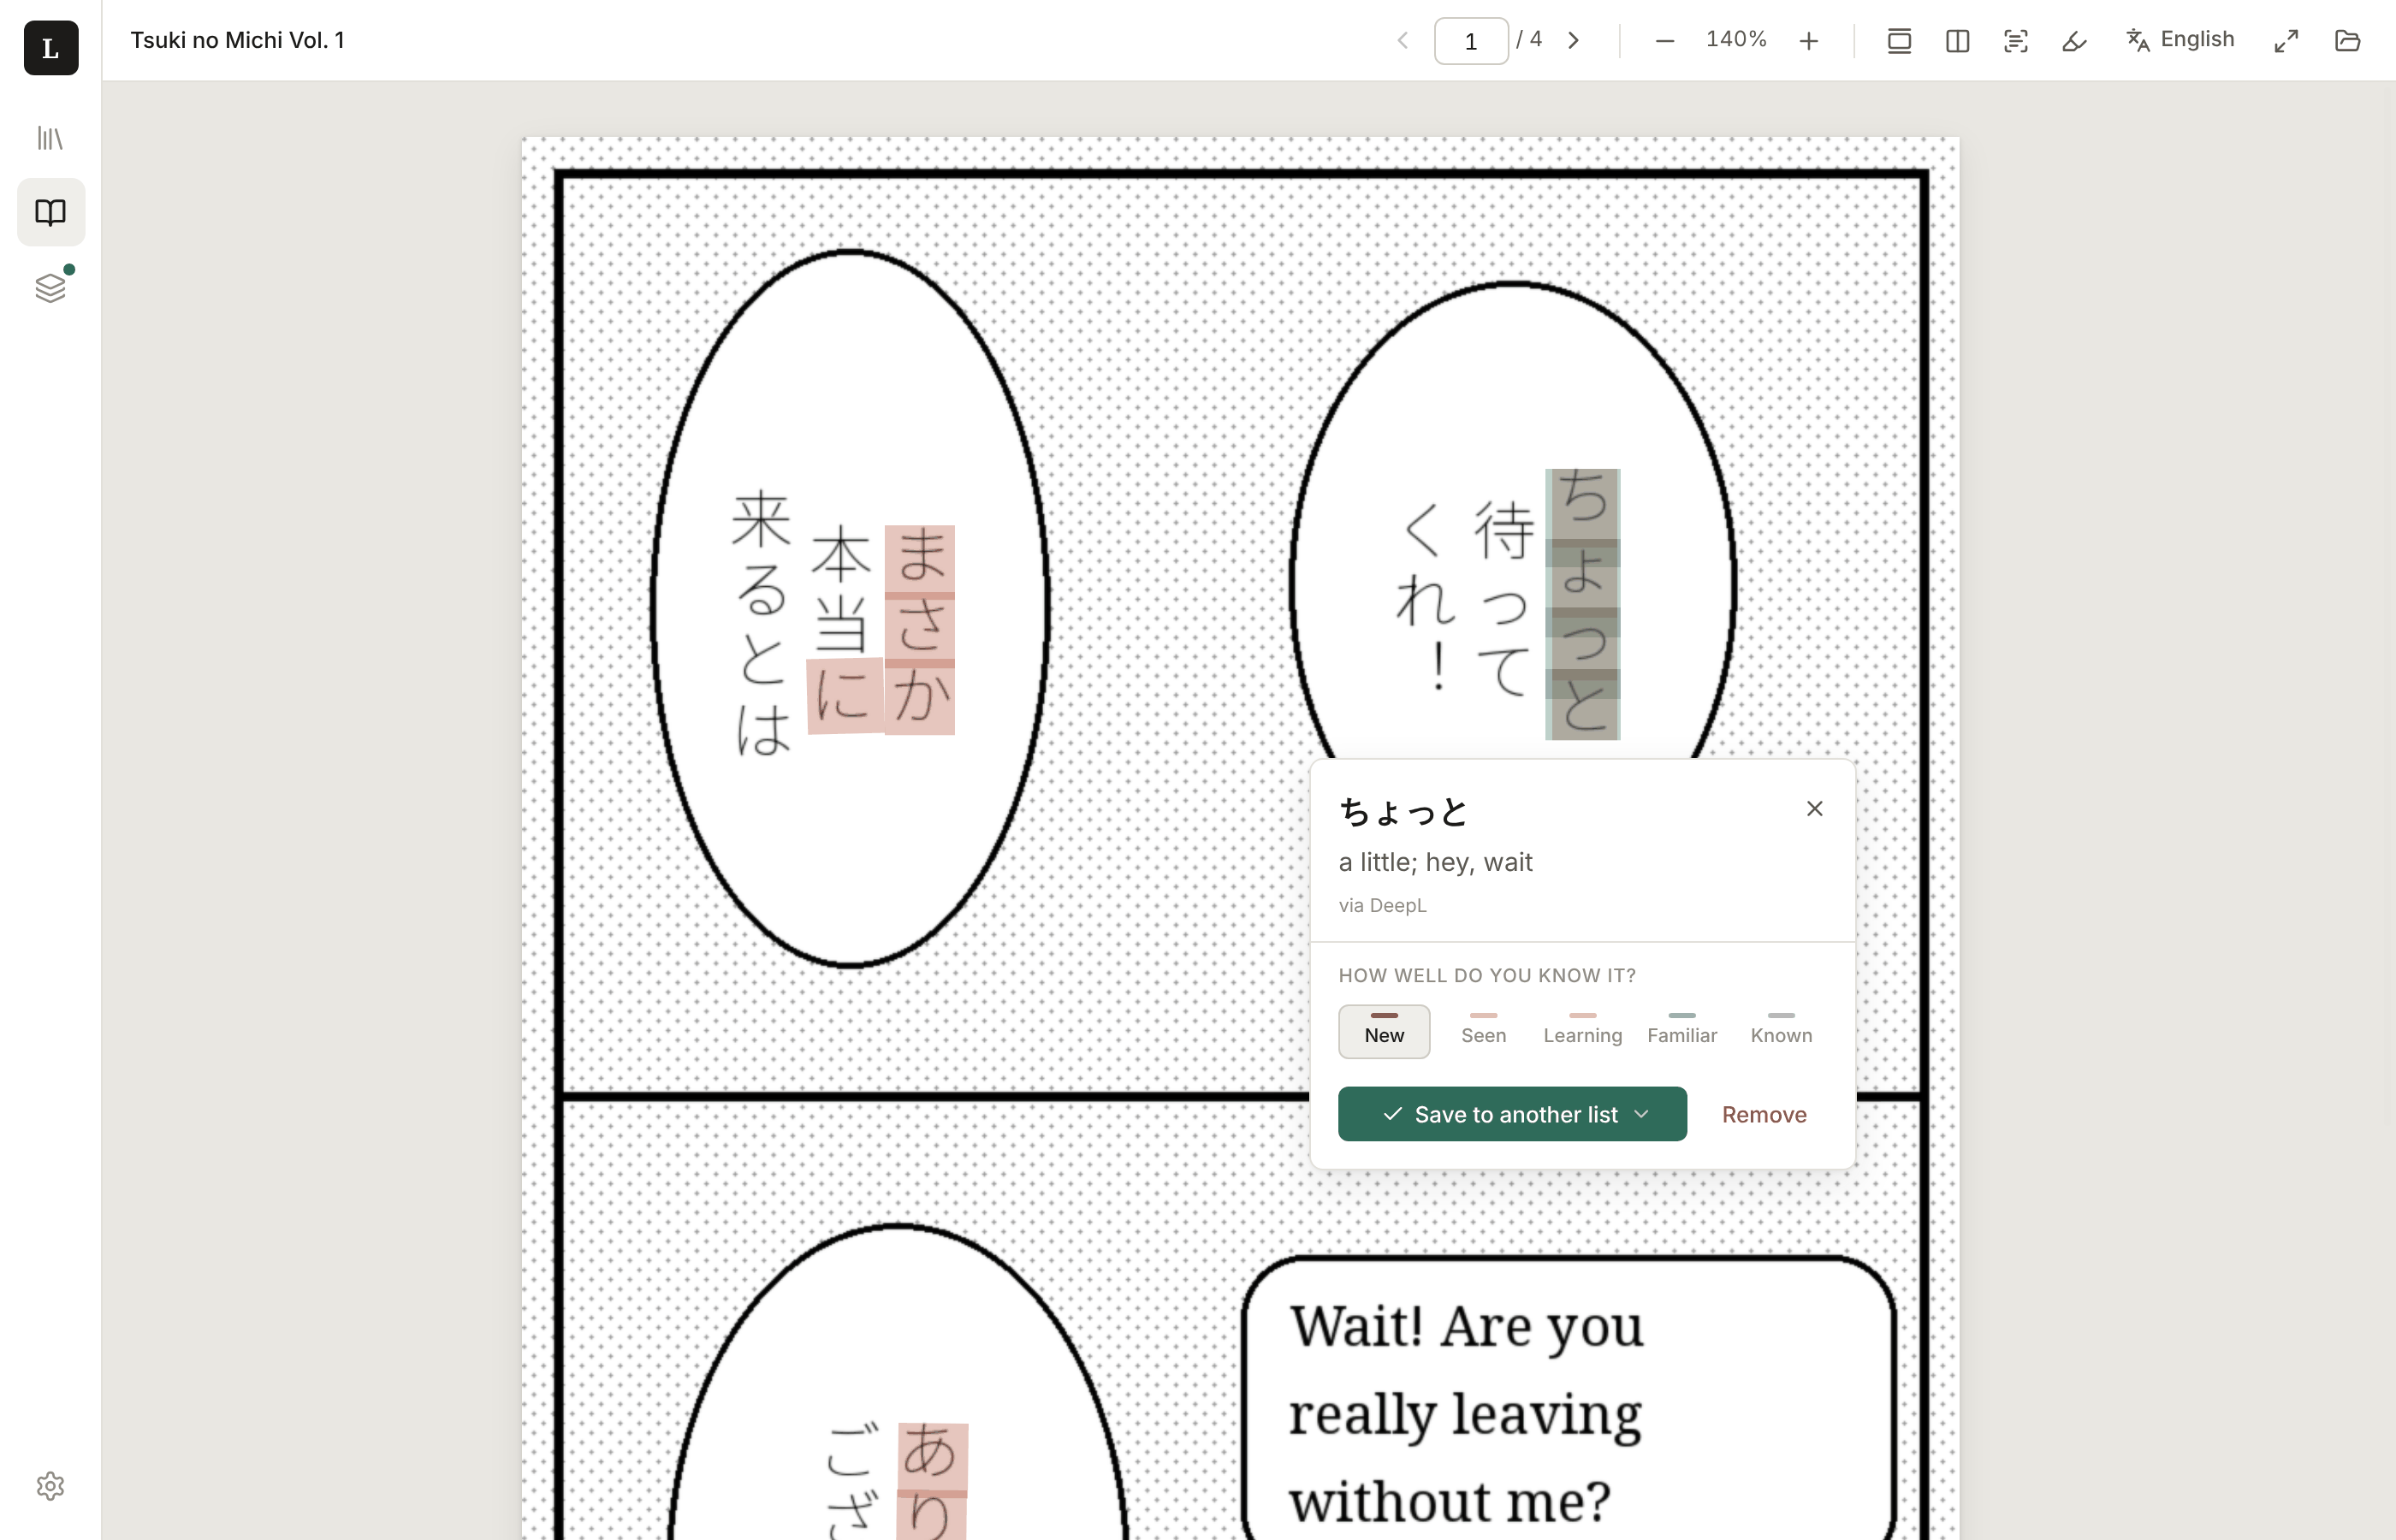 L
Tsuki no Michi Vol. 1
1 / 4
140%
English
ちょっと
待って
くれ！
まさか
本当に
来るとは
ちょっと
a little; hey, wait
via DeepL
HOW WELL DO YOU KNOW IT?
New
Seen
Learning
Familiar
Known
Save to another list
Remove
Wait! Are you
really leaving
without me?
あり
ござ